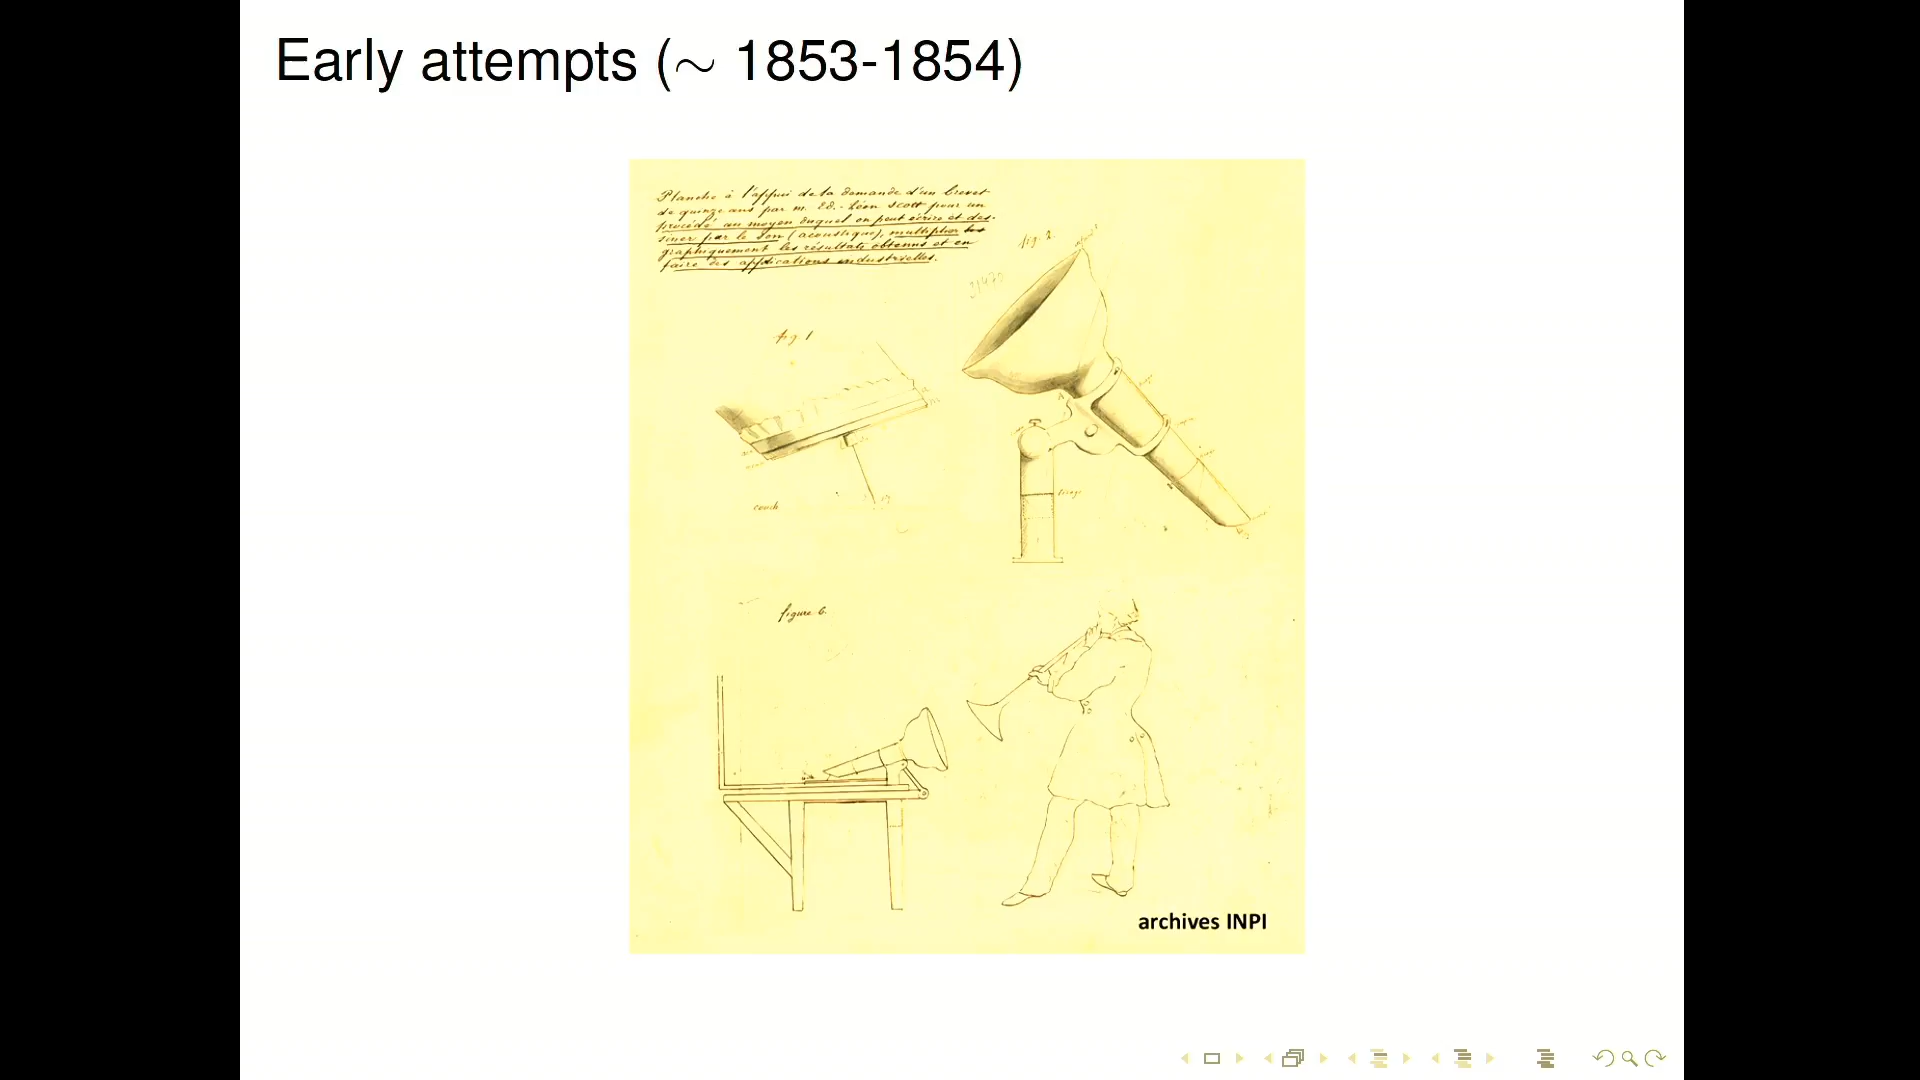 Early attempts (∼ 1853-1854)
Planche à l'appui de la demande d'un brevet
de quinze ans par m. Ed.-Léon Scott pour un
procédé au moyen duquel on peut écrire et des-
siner par le son (acoustique), multiplier
graphiquement les résultats obtenus et en
faire des applications industrielles.
fig. 2.
fig 1
tirage
figure 6.
archives INPI